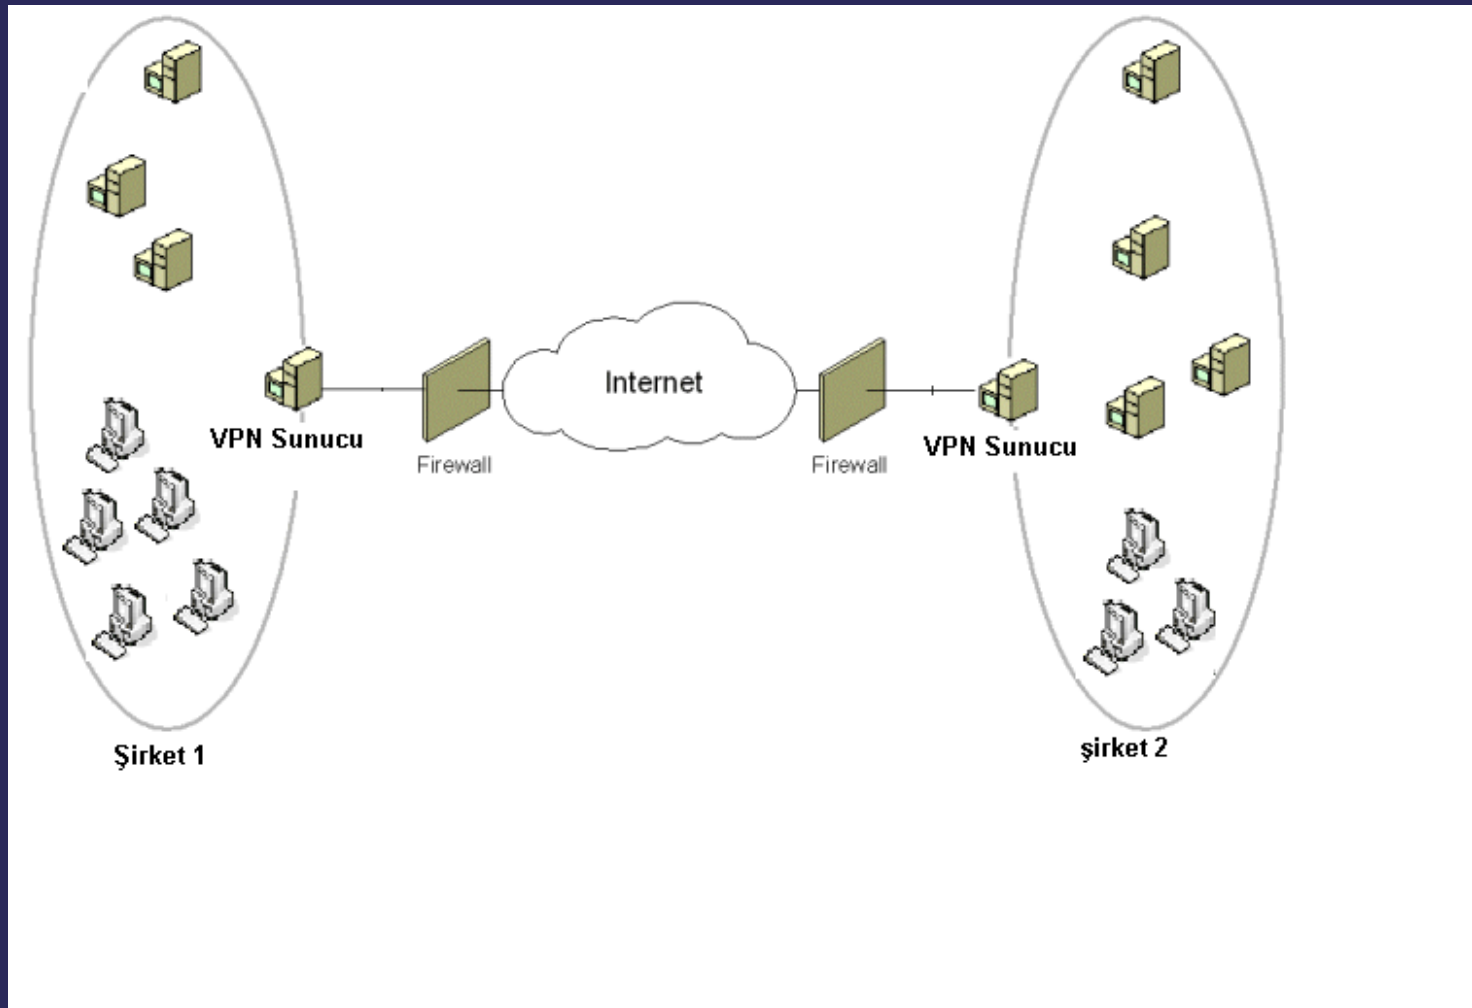 Internet
VPN Sunucu
Firewall
Firewall
VPN Sunucu
Şirket 1
şirket 2